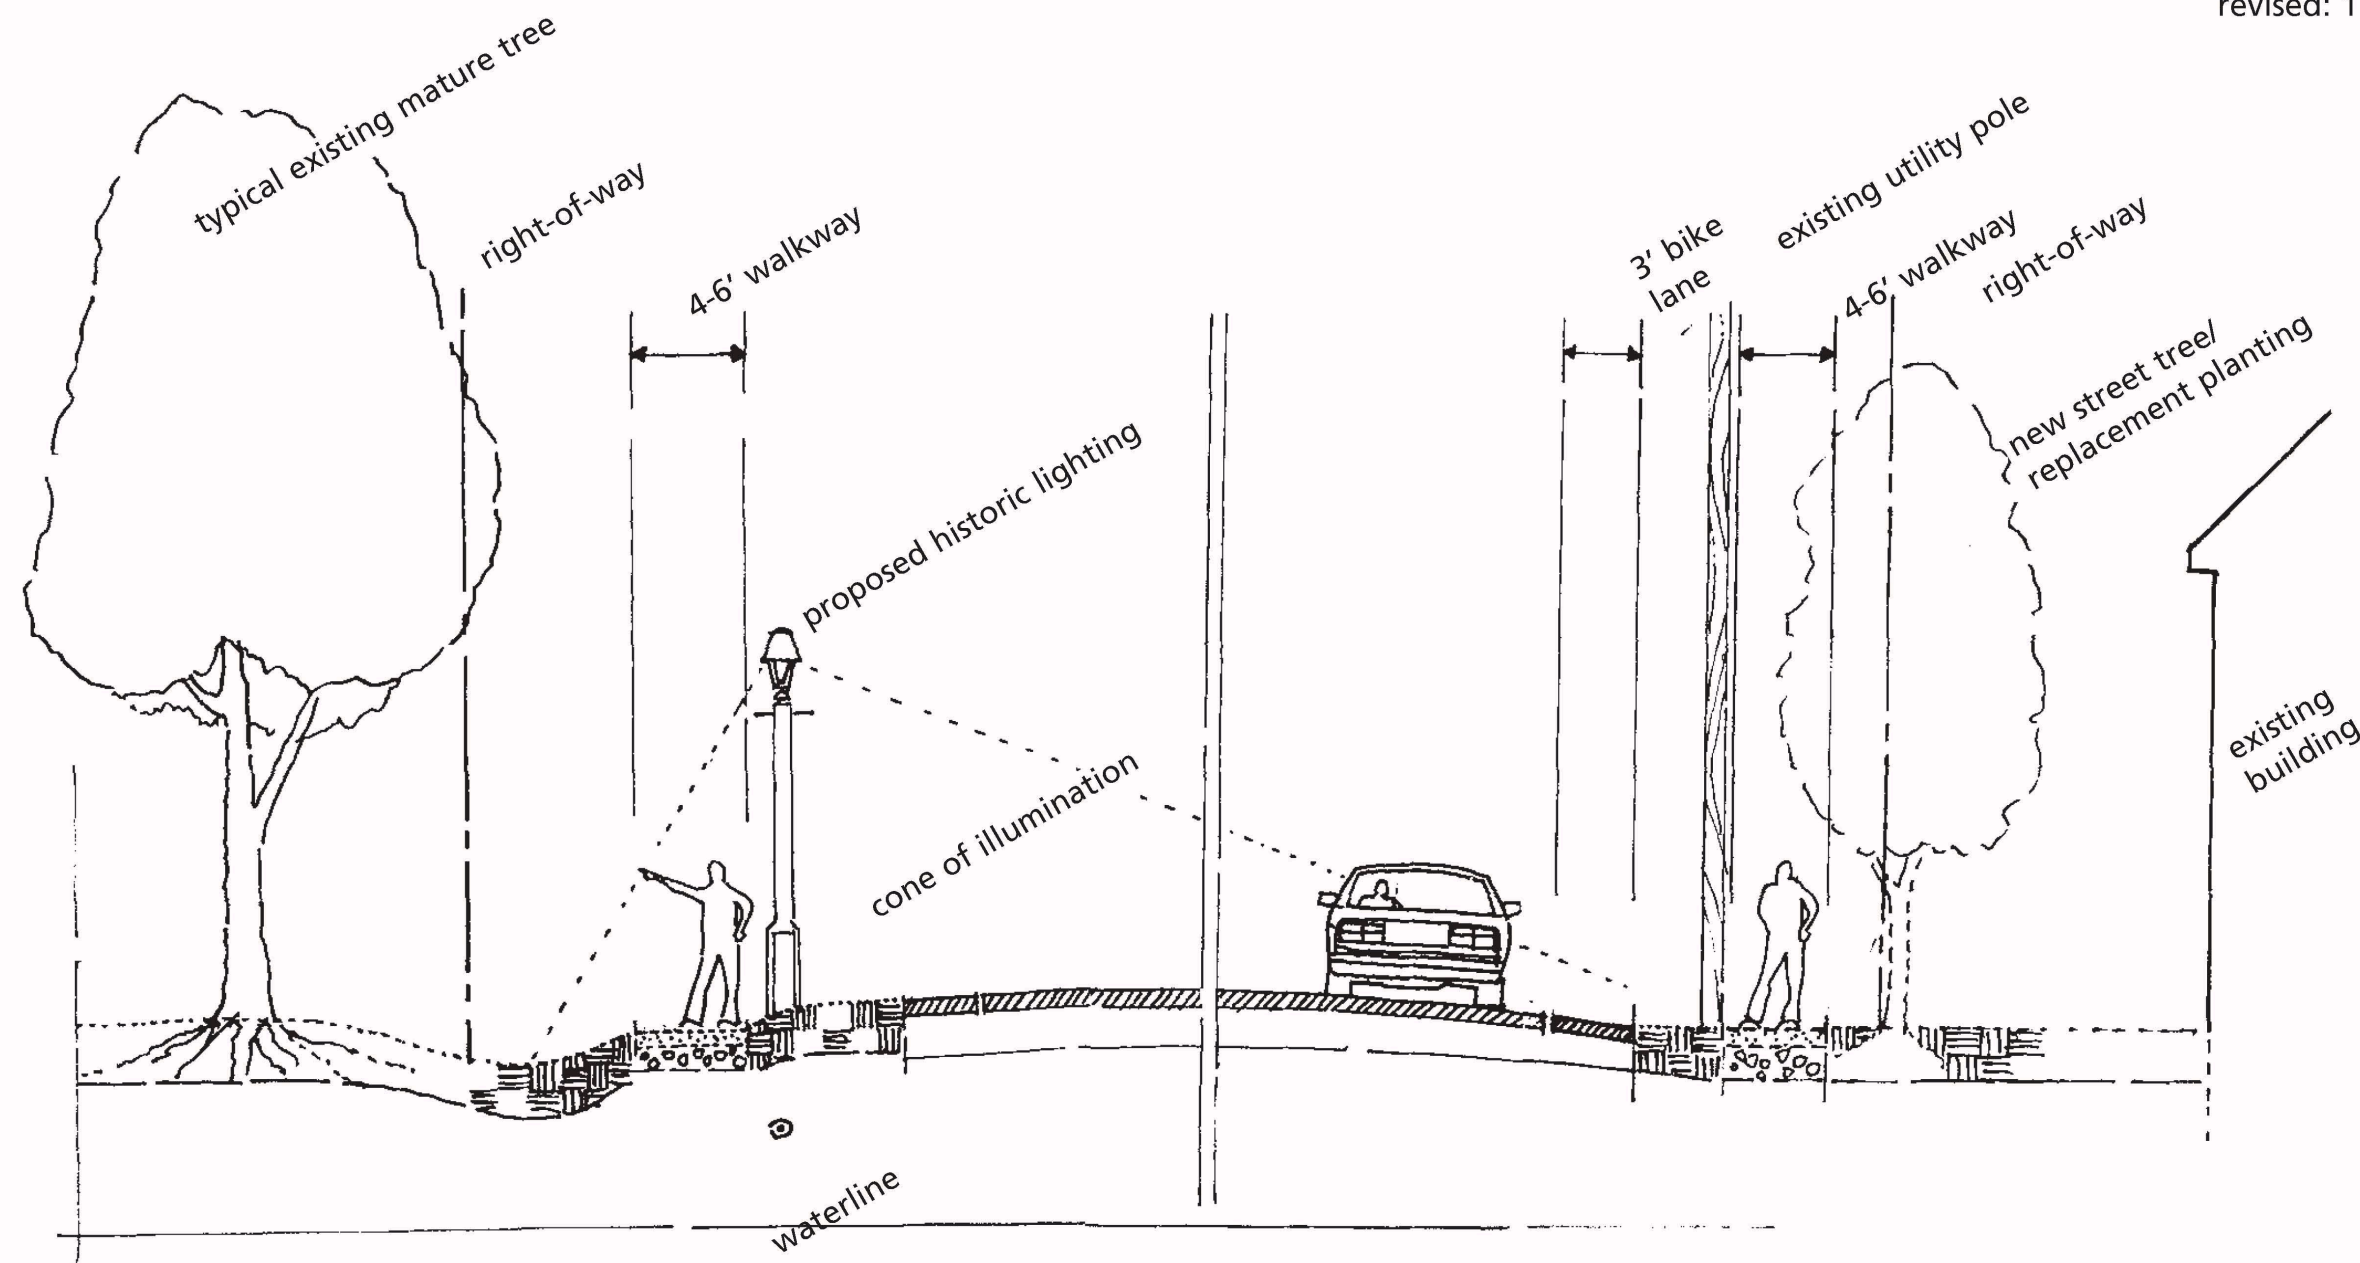 revised: 1
typical existing mature tree
right-of-way
4-6' walkway
proposed historic lighting
cone of illumination
waterline
3' bike
lane
existing utility pole
4-6' walkway
right-of-way
new street tree/
replacement planting
existing
building